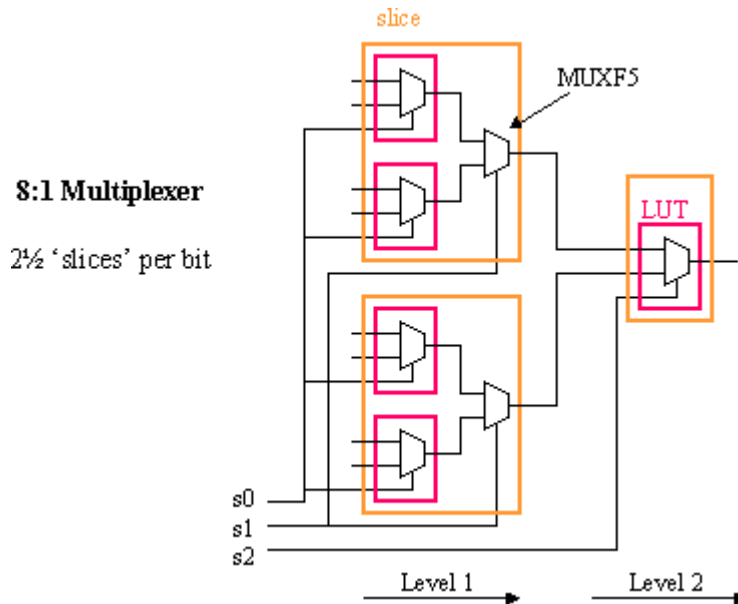 slice
MUXF5
8:1 Multiplexer
2½ ‘slices’ per bit
LUT
s0
s1
s2
Level 1
Level 2